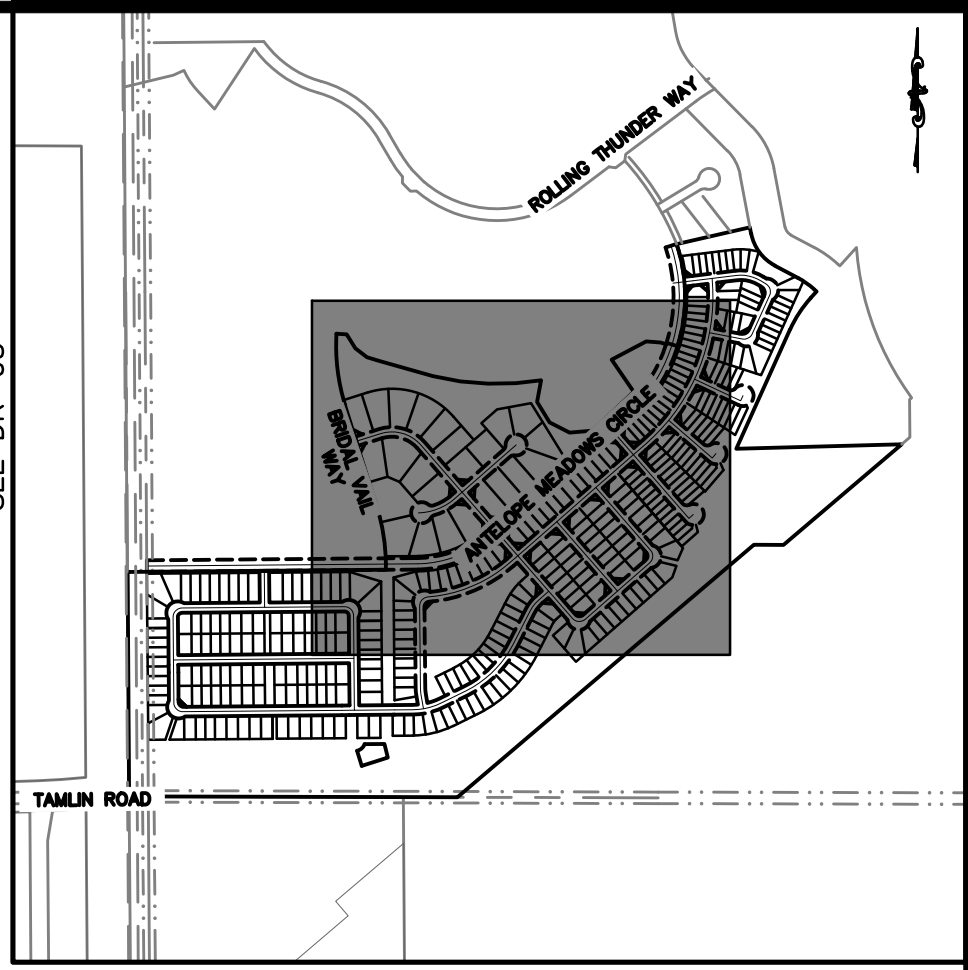 ROLLING THUNDER WAY
BRIDAL VAIL
WAY
ANTELOPE MEADOWS CIRCLE
TAMLIN ROAD